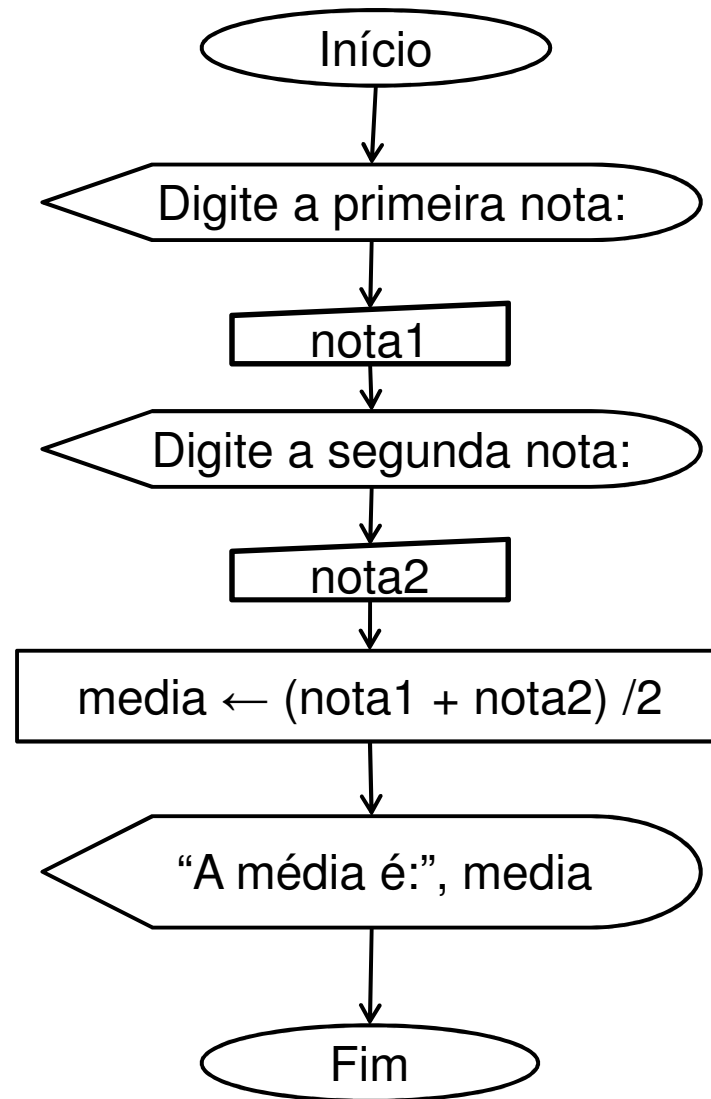 Início
Digite a primeira nota:
nota1
Digite a segunda nota:
nota2
media ← (nota1 + nota2) /2
“A média é:”, media
Fim